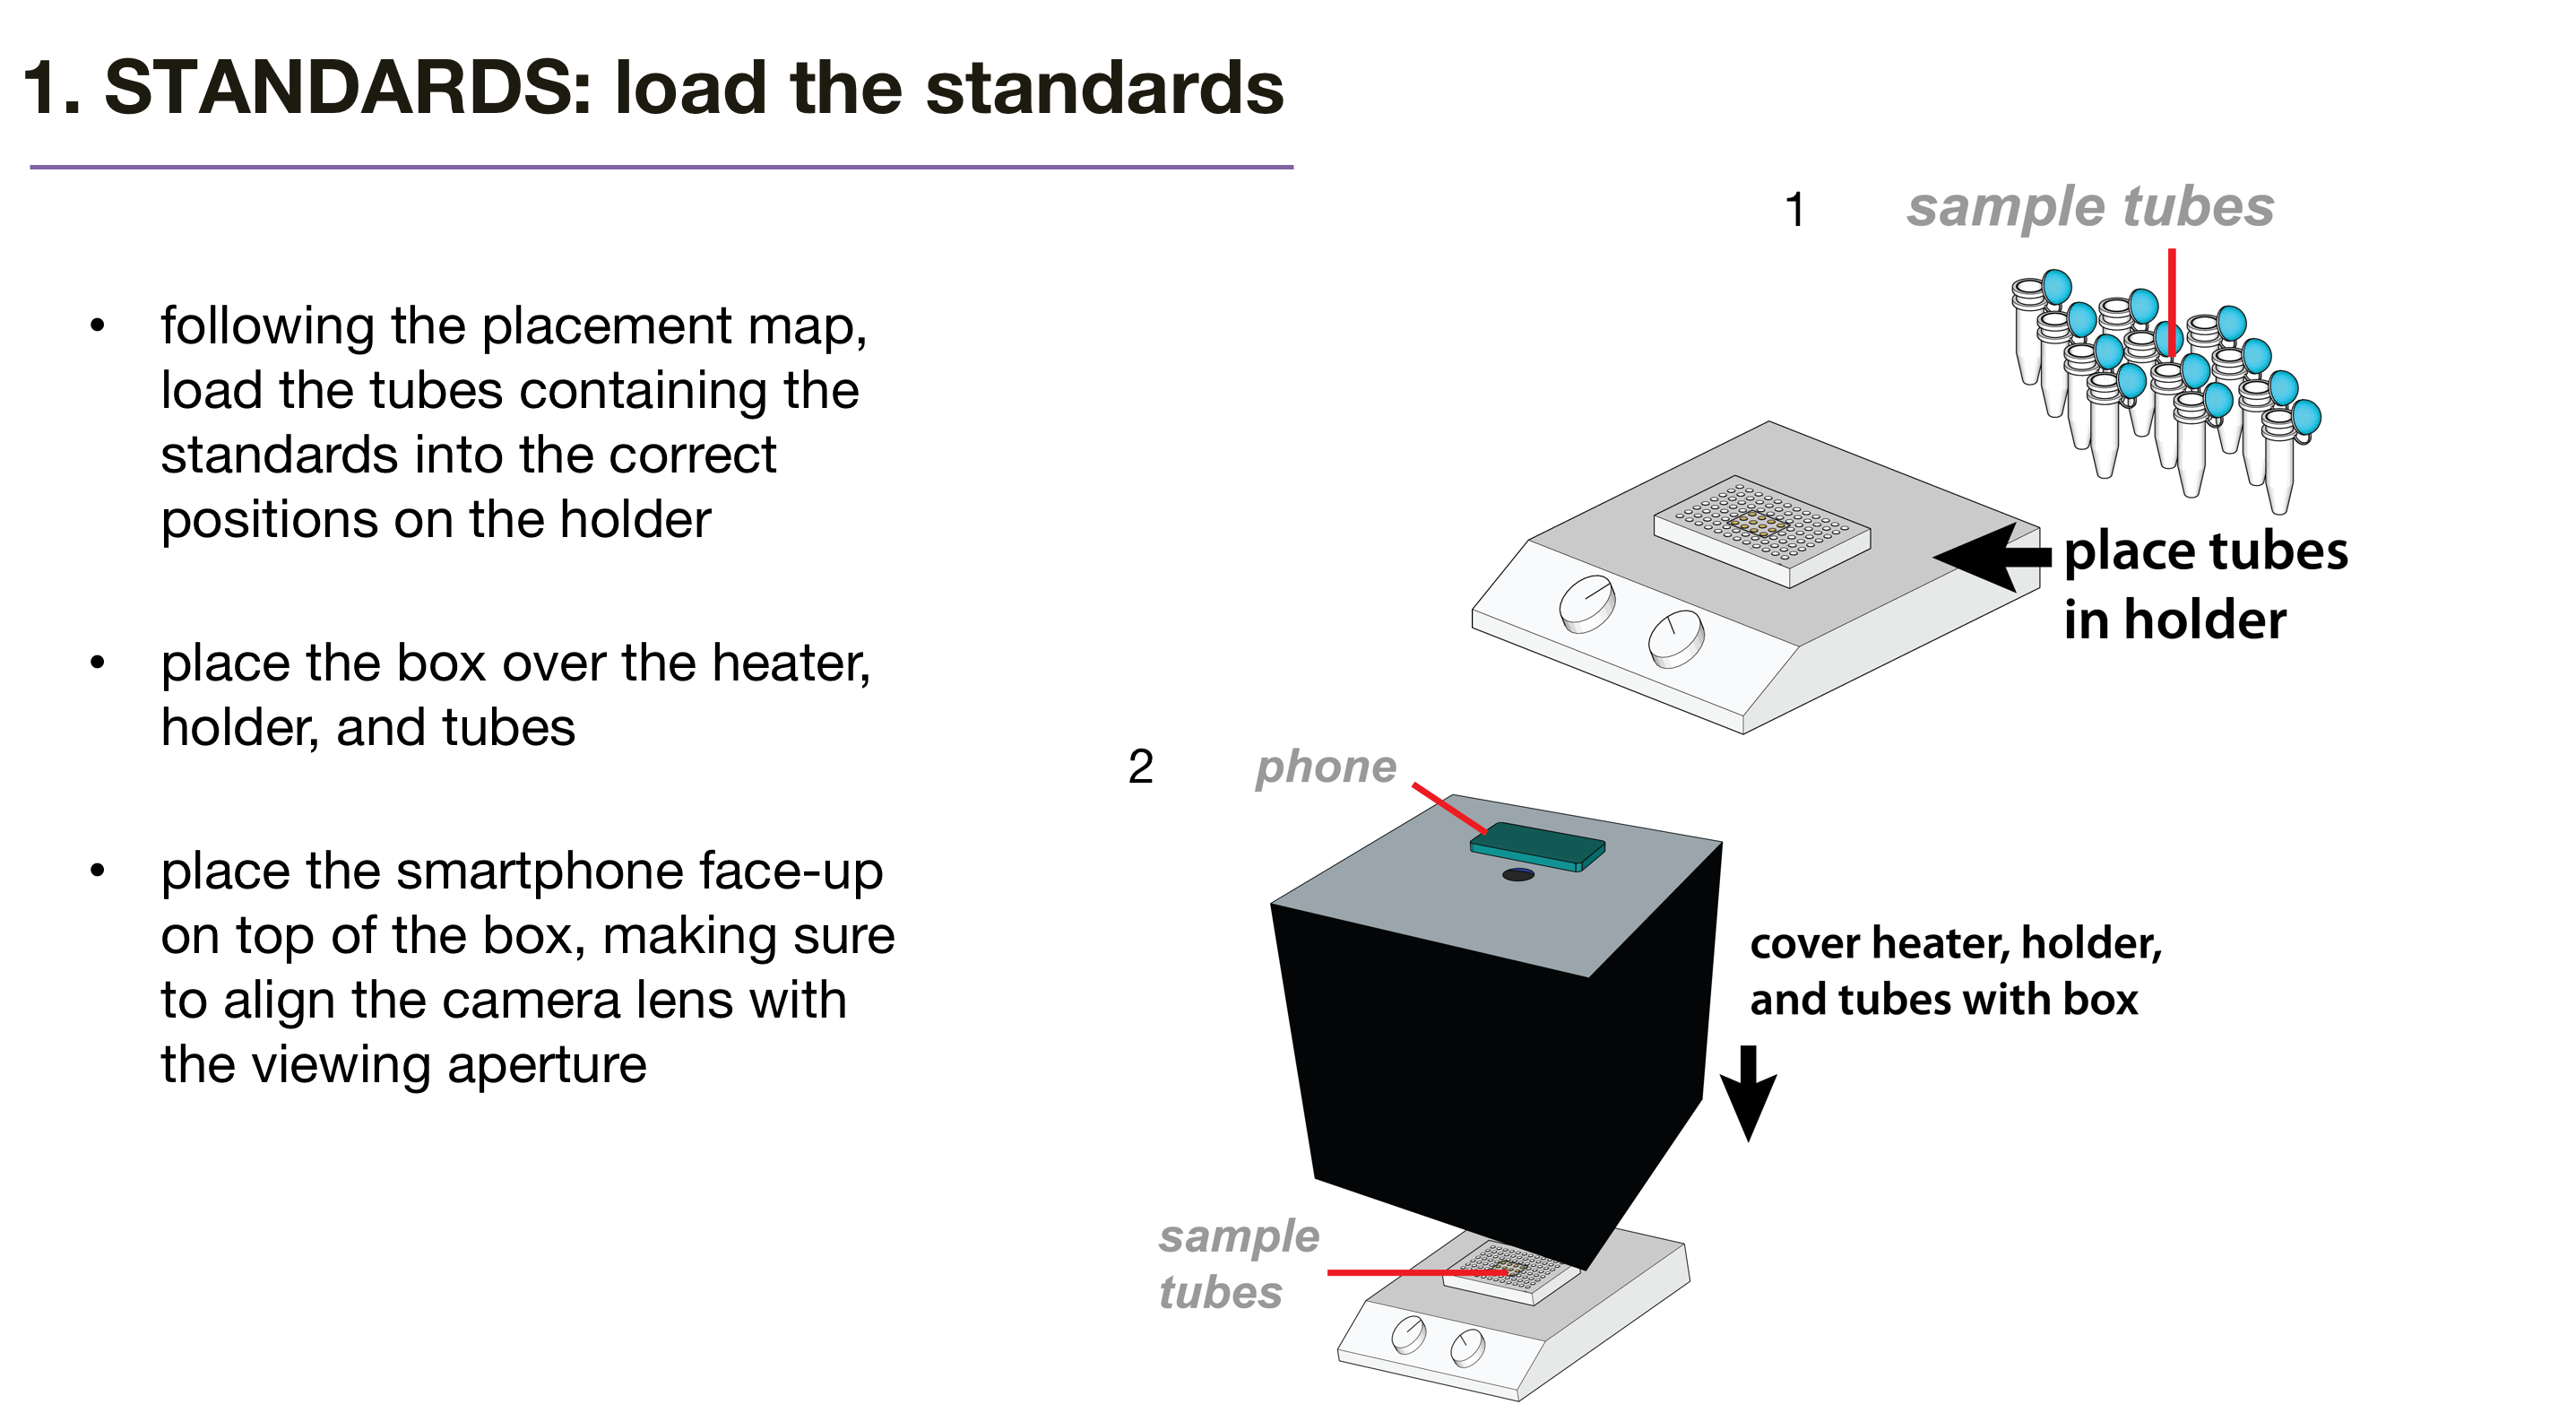 1. STANDARDS: load the standards
• following the placement map,
load the tubes containing the
standards into the correct
positions on the holder
• place the box over the heater,
holder, and tubes
• place the smartphone face-up
on top of the box, making sure
to align the camera lens with
the viewing aperture
1
sample tubes
place tubes
in holder
2
phone
cover heater, holder,
and tubes with box
sample
tubes